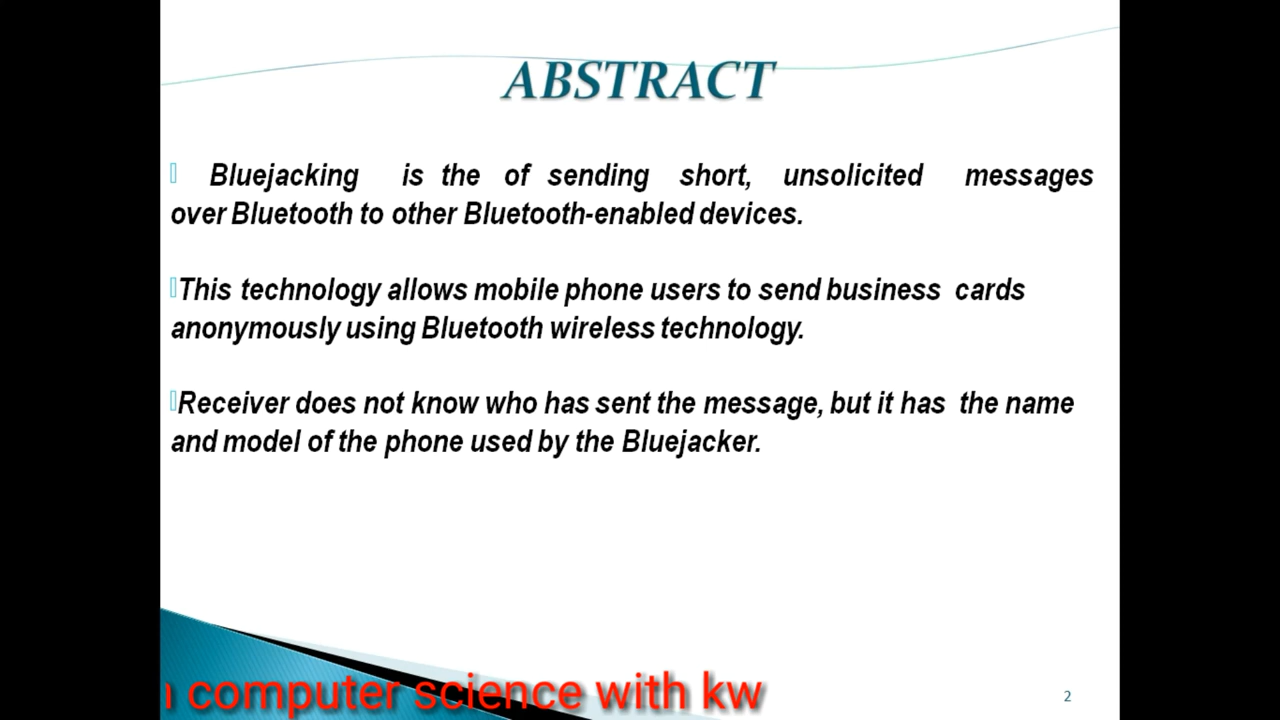 ABSTRACT
Bluejacking is the of sending short, unsolicited messages
over Bluetooth to other Bluetooth-enabled devices.
This technology allows mobile phone users to send business cards
anonymously using Bluetooth wireless technology.
Receiver does not know who has sent the message, but it has the name
and model of the phone used by the Bluejacker.
computer science with kw
2